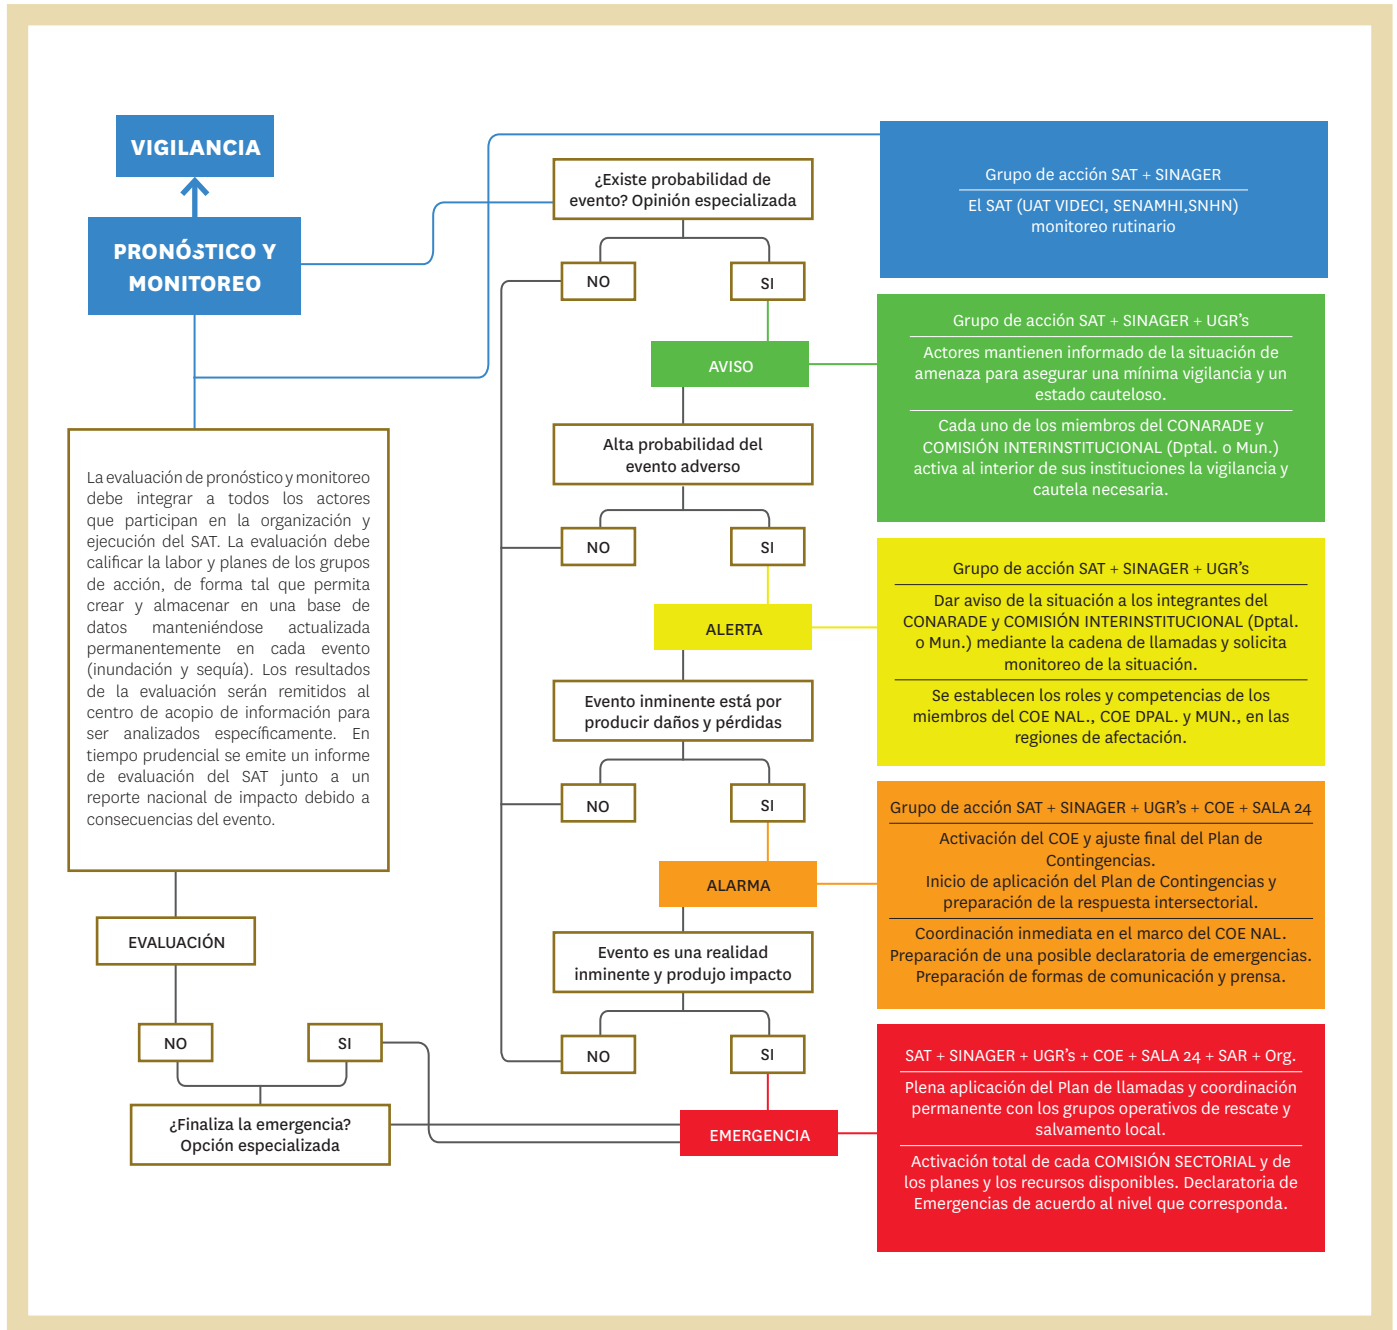 VIGILANCIA
PRONÓSTICO Y
MONITOREO
La evaluación de pronóstico y monitoreo
debe integrar a todos los actores
que participan en la organización y
ejecución del SAT. La evaluación debe
calificar la labor y planes de los grupos
de acción, de forma tal que permita
crear y almacenar en una base de
datos manteniéndose actualizada
permanentemente en cada evento
(inundación y sequía). Los resultados
de la evaluación serán remitidos al
centro de acopio de información para
ser analizados específicamente. En
tiempo prudencial se emite un informe
de evaluación del SAT junto a un
reporte nacional de impacto debido a
consecuencias del evento.
EVALUACIÓN
NO
SI
¿Finaliza la emergencia?
Opción especializada
¿Existe probabilidad de
evento? Opinión especializada
NO
SI
AVISO
Alta probabilidad del
evento adverso
NO
SI
ALERTA
Evento inminente está por
producir daños y pérdidas
NO
SI
ALARMA
Evento es una realidad
inminente y produjo impacto
NO
SI
EMERGENCIA
Grupo de acción SAT + SINAGER
El SAT (UAT VIDECI, SENAMHI,SNHN)
monitoreo rutinario
Grupo de acción SAT + SINAGER + UGR's
Actores mantienen informado de la situación de
amenaza para asegurar una mínima vigilancia y un
estado cauteloso.
Cada uno de los miembros del CONARADE y
COMISIÓN INTERINSTITUCIONAL (Dptal. o Mun.)
activa al interior de sus instituciones la vigilancia y
cautela necesaria.
Grupo de acción SAT + SINAGER + UGR's
Dar aviso de la situación a los integrantes del
CONARADE y COMISIÓN INTERINSTITUCIONAL (Dptal.
o Mun.) mediante la cadena de llamadas y solicita
monitoreo de la situación.
Se establecen los roles y competencias de los
miembros del COE NAL., COE DPAL. y MUN., en las
regiones de afectación.
Grupo de acción SAT + SINAGER + UGR's + COE + SALA 24
Activación del COE y ajuste final del Plan de
Contingencias.
Inicio de aplicación del Plan de Contingencias y
preparación de la respuesta intersectorial.
Coordinación inmediata en el marco del COE NAL.
Preparación de una posible declaratoria de emergencias.
Preparación de formas de comunicación y prensa.
SAT + SINAGER + UGR's + COE + SALA 24 + SAR + Org.
Plena aplicación del Plan de llamadas y coordinación
permanente con los grupos operativos de rescate y
salvamento local.
Activación total de cada COMISIÓN SECTORIAL y de
los planes y los recursos disponibles. Declaratoria de
Emergencias de acuerdo al nivel que corresponda.